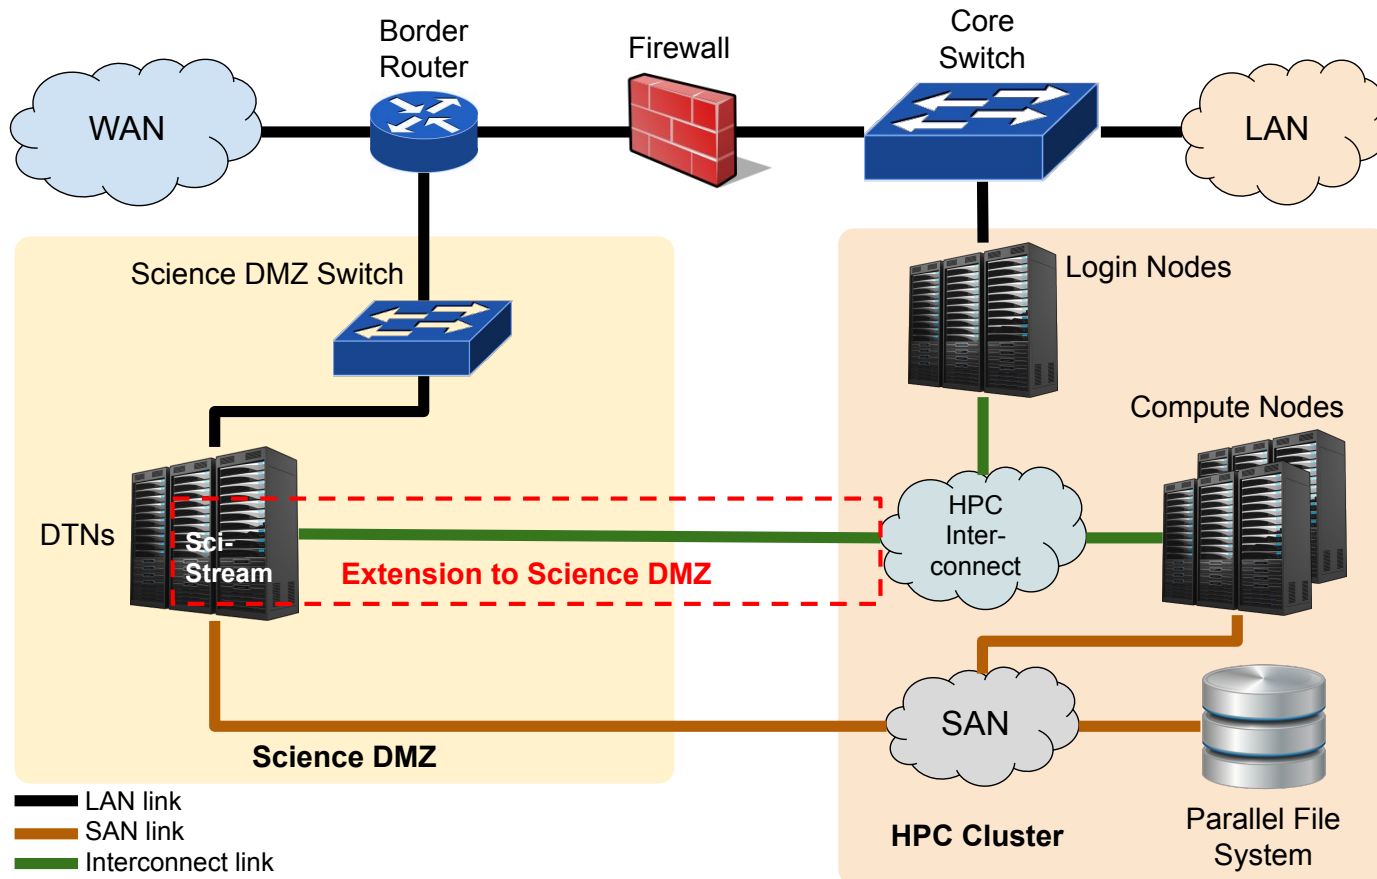 Border
Router
Firewall
Core
Switch
WAN
LAN
Science DMZ Switch
Login Nodes
Compute Nodes
DTNs
Sci-
Stream
Extension to Science DMZ
HPC
Inter-
connect
SAN
Science DMZ
HPC Cluster
Parallel File
System
LAN link
SAN link
Interconnect link